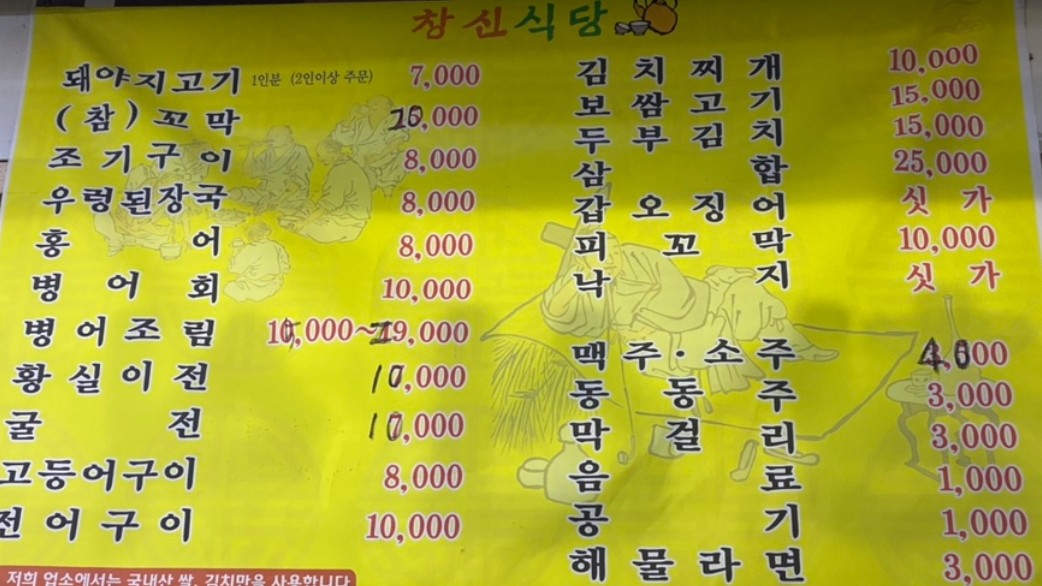 창신식당
돼야지고기 1인분 (2인이상 주문) 7,000
(참) 꼬막
조기구이 8,000
우렁된장국 8,000
홍어 8,000
병어회 10,000
병어조림
황실이전 10,000
굴전 10,000
고등어구이 8,000
전어구이 10,000
저희 업소에서는 국내산 쌀, 김치만을 사용합니다
김치찌개 10,000
보쌈고기 15,000
두부김치 15,000
삼합 25,000
갑오징어 싯가
피꼬막 10,000
낙지 싯가
맥주·소주
동동주 3,000
막걸리 3,000
음료 1,000
공기 1,000
해물라면 3,000